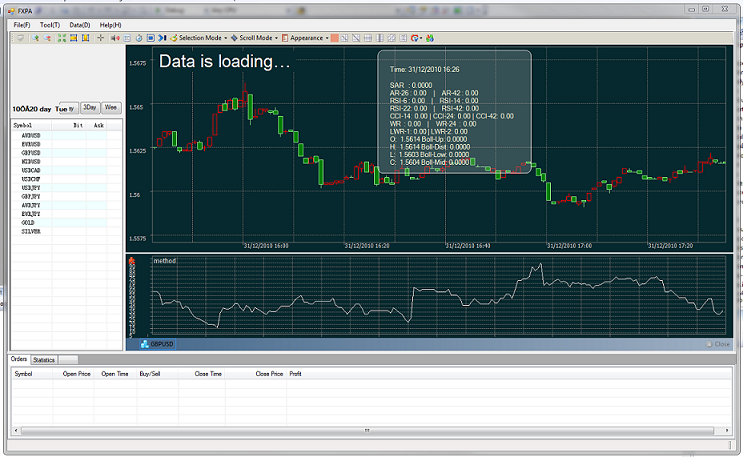 FXPA
File(F) Tool(T) Data(D) Help(H)
Selection Mode Scroll Mode Appearance
10ÒÂ20 day Tue 3Day Wee
Symbol Bit Ask
AUDUSD
EURUSD
GBPUSD
NZDUSD
USDCAD
USDCHF
USDJPY
GBPJPY
AUDJPY
EURJPY
GOLD
SILVER
Data is loading...
1.5675
1.565
1.5625
1.56
1.5575
Time: 31/12/2010 16:26
SAR : 0.0000
AR-26 : 0.00 | AR-42 : 0.00
RSI-6 : 0.00 | RSI-14 : 0.00
RSI-22 : 0.00 | RSI-42: 0.00
CCI-14: 0.00 | CCI-24: 0.00 | CCI-42: 0.00
WR : 0.00 | WR-24 : 0.00
LWR-1: 0.00 | LWR-2: 0.00
O: 1.5614 Boll-Up: 0.0000
H: 1.5614 Boll-Dist: 0.0000
L: 1.5603 Boll-Low: 0.0000
C: 1.5604 Boll-Mid: 0.0000
31/12/2010 16:00 31/12/2010 16:20 31/12/2010 16:40 31/12/2010 17:00 31/12/2010 17:20
method
GBPUSD Close
Orders Statistics
Symbol Open Price Open Time Buy/Sell Close Time Close Price Profit